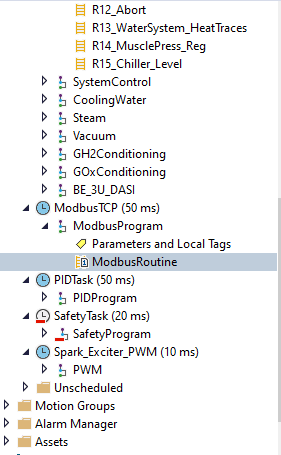 R12_Abort
R13_WaterSystem_HeatTraces
R14_MusclePress_Reg
R15_Chiller_Level
SystemControl
CoolingWater
Steam
Vacuum
GH2Conditioning
GOxConditioning
BE_3U_DASI
ModbusTCP (50 ms)
ModbusProgram
Parameters and Local Tags
ModbusRoutine
PIDTask (50 ms)
PIDProgram
SafetyTask (20 ms)
SafetyProgram
Spark_Exciter_PWM (10 ms)
PWM
Unscheduled
Motion Groups
Alarm Manager
Assets